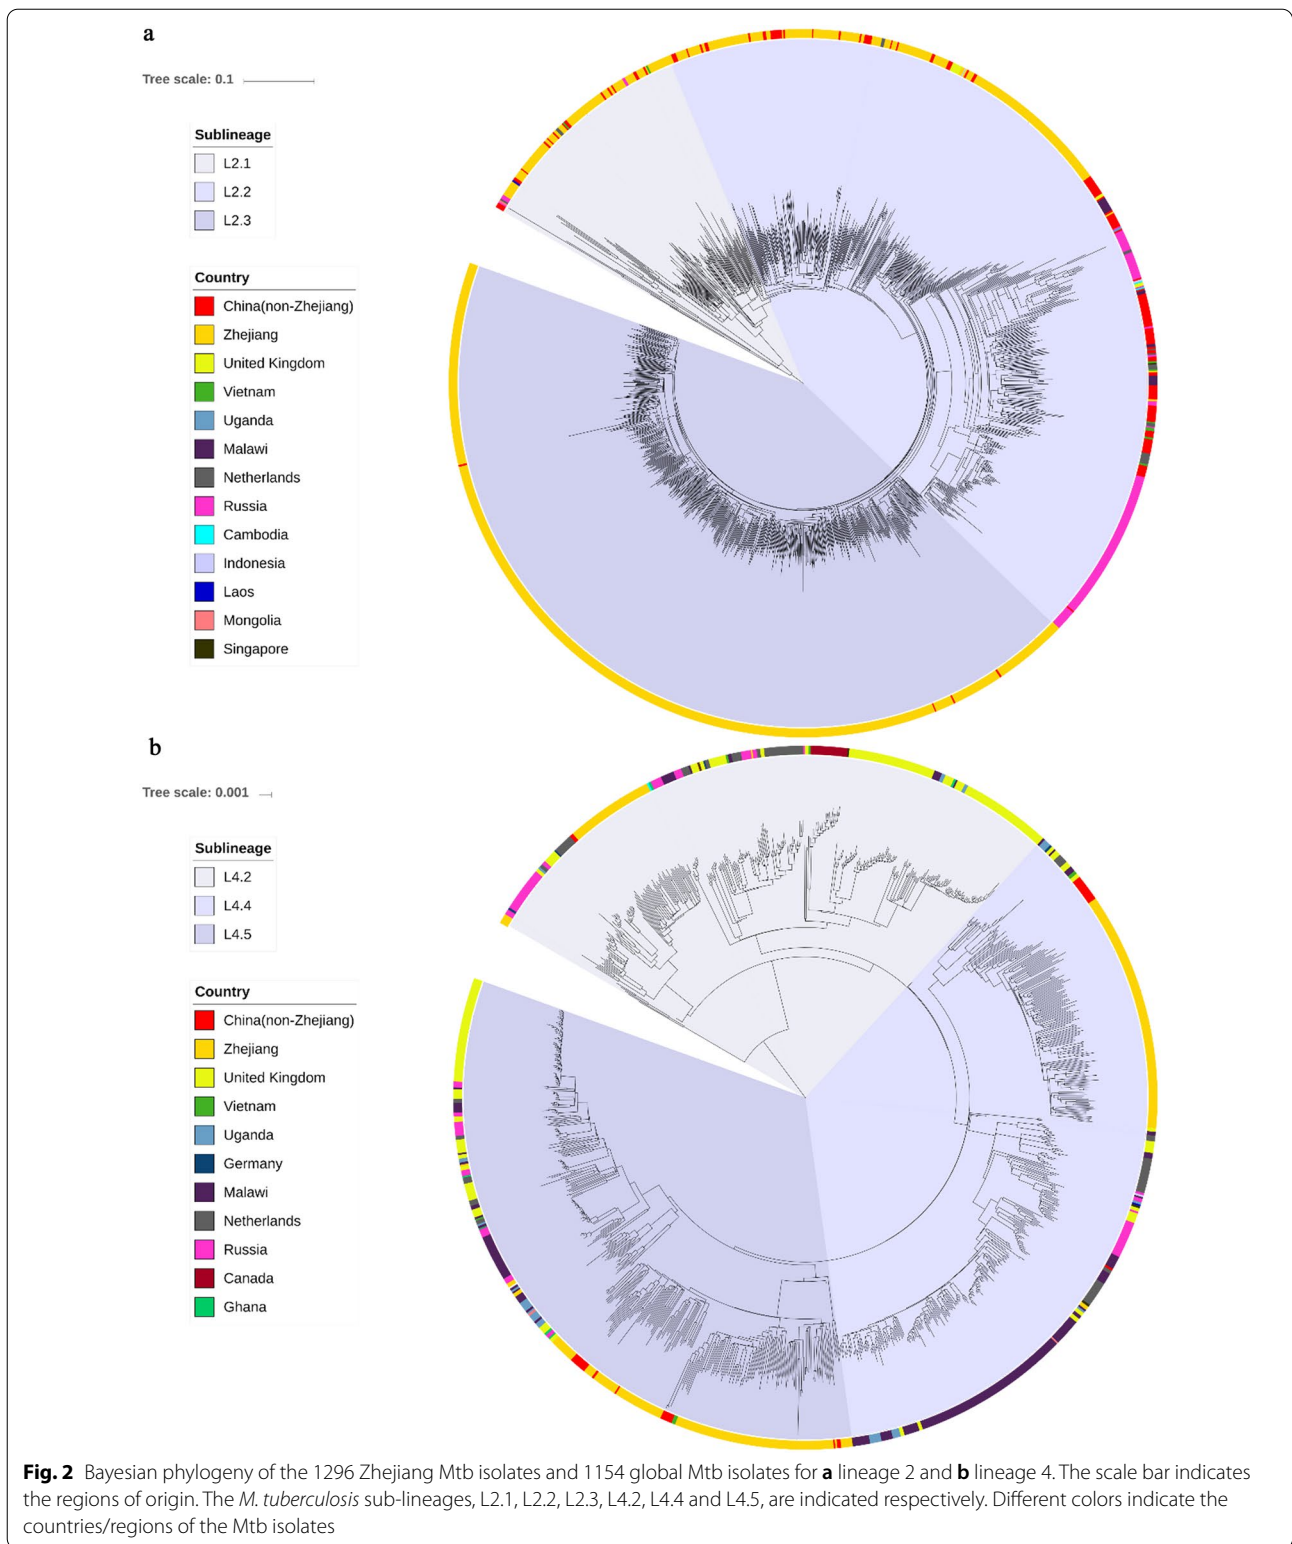 a
Tree scale: 0.1
Sublineage
L2.1
L2.2
L2.3
Country
China(non-Zhejiang)
Zhejiang
United Kingdom
Vietnam
Uganda
Malawi
Netherlands
Russia
Cambodia
Indonesia
Laos
Mongolia
Singapore
b
Tree scale: 0.001
Sublineage
L4.2
L4.4
L4.5
Country
China(non-Zhejiang)
Zhejiang
United Kingdom
Vietnam
Uganda
Germany
Malawi
Netherlands
Russia
Canada
Ghana
Fig. 2 Bayesian phylogeny of the 1296 Zhejiang Mtb isolates and 1154 global Mtb isolates for a lineage 2 and b lineage 4. The scale bar indicates
the regions of origin. The M. tuberculosis sub-lineages, L2.1, L2.2, L2.3, L4.2, L4.4 and L4.5, are indicated respectively. Different colors indicate the
countries/regions of the Mtb isolates